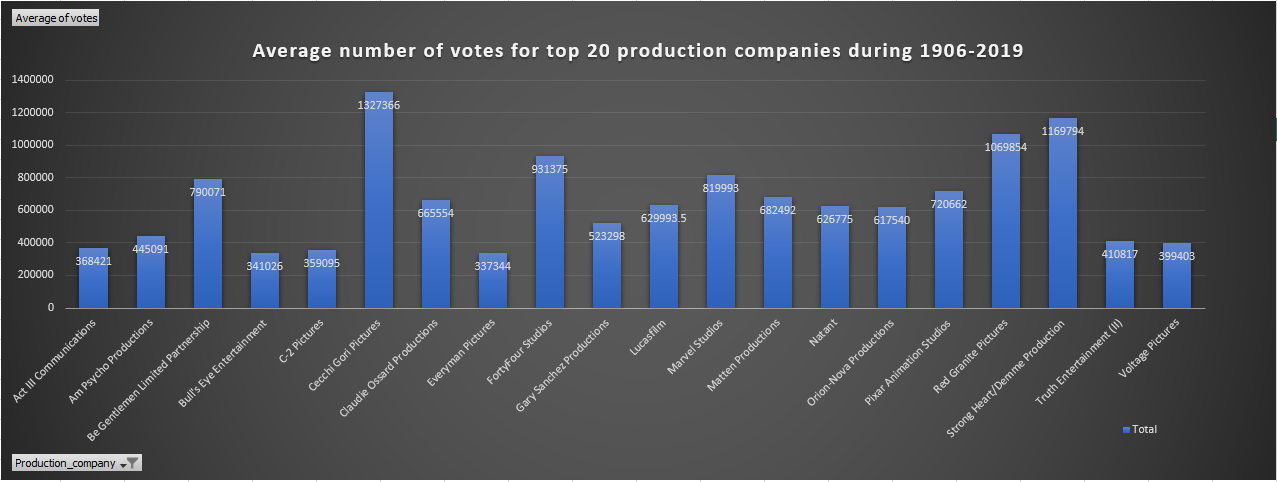 Average of votes
Average number of votes for top 20 production companies during 1906-2019
1400000
1200000
1000000
800000
600000
400000
200000
0
368421
445091
790071
341026
359095
1327366
665554
337344
931375
523298
629993.5
819993
682492
626775
617540
720662
1069854
1169794
410817
399403
Act III Communications
Am Psycho Productions
Be Gentlemen Limited Partnership
Bull's Eye Entertainment
C-2 Pictures
Cecchi Gori Pictures
Claudie Ossard Productions
Everyman Pictures
FortyFour Studios
Gary Sanchez Productions
Lucasfilm
Marvel Studios
Matten Productions
Natant
Orion-Nova Productions
Pixar Animation Studios
Red Granite Pictures
Strong Heart/Demme Production
Truth Entertainment (II)
Voltage Pictures
Total
Production_company